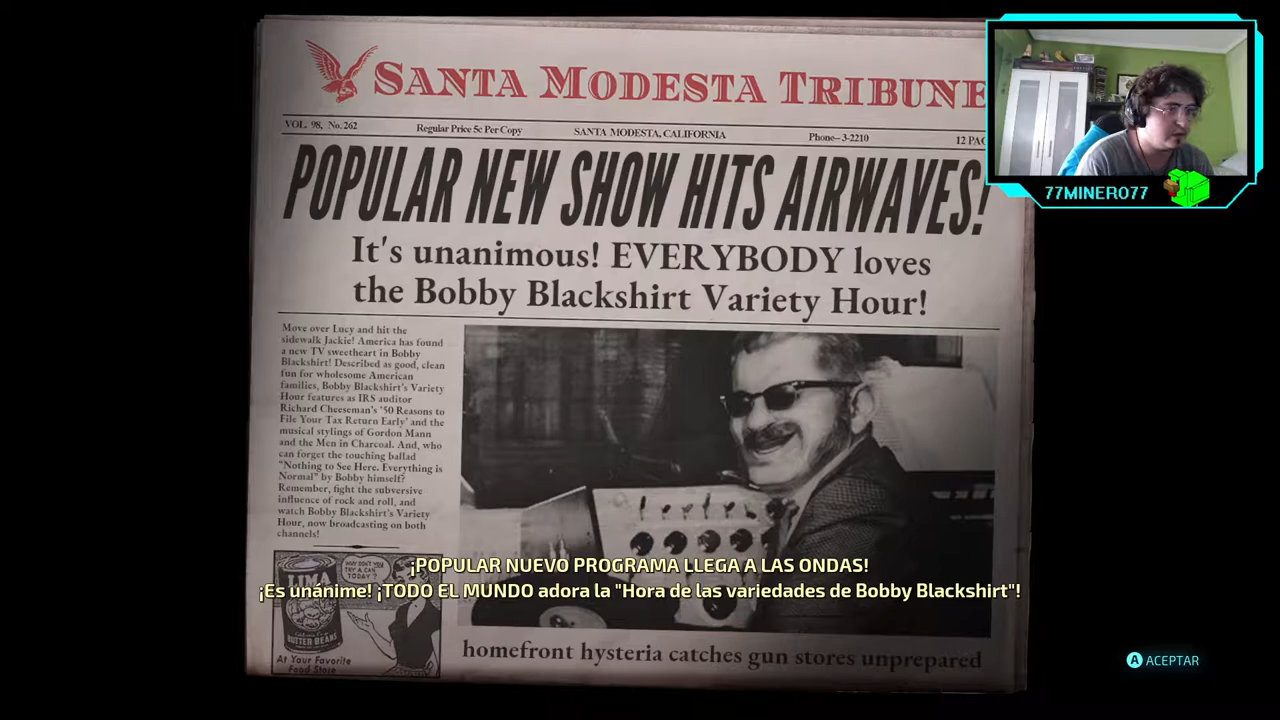 SANTA MODESTA TRIBUNE
VOL. 98, No. 262
Regular Price 5¢ Per Copy
SANTA MODESTA, CALIFORNIA
Phone—3-2210
12 PAG
POPULAR NEW SHOW HITS AIRWAVES!
It's unanimous! EVERYBODY loves
the Bobby Blackshirt Variety Hour!
Move over Lucy and hit the
sidewalk Jackie! America has found
a new TV sweetheart in Bobby
Blackshirt! Described as good, clean
fun for wholesome American
families, Bobby Blackshirt's Variety
Hour features as IRS auditor
Richard Cheeseman's '50 Reasons to
File Your Tax Return Early' and the
musical stylings of Gordon Mann
and the Men in Charcoal. And, who
can forget the touching ballad
"Nothing to See Here. Everything is
Normal" by Bobby himself?
Remember, fight the subversive
influence of rock and roll, and
watch Bobby Blackshirt's Variety
Hour, now broadcasting on both
channels!
WHY DON'T YOU
TRY A CAN
TODAY?
LIMA
BUTTER BEANS
At Your Favorite
Food Store
homefront hysteria catches gun stores unprepared
¡POPULAR NUEVO PROGRAMA LLEGA A LAS ONDAS!
¡Es unánime! ¡TODO EL MUNDO adora la "Hora de las variedades de Bobby Blackshirt"!
A ACEPTAR
77MINERO77